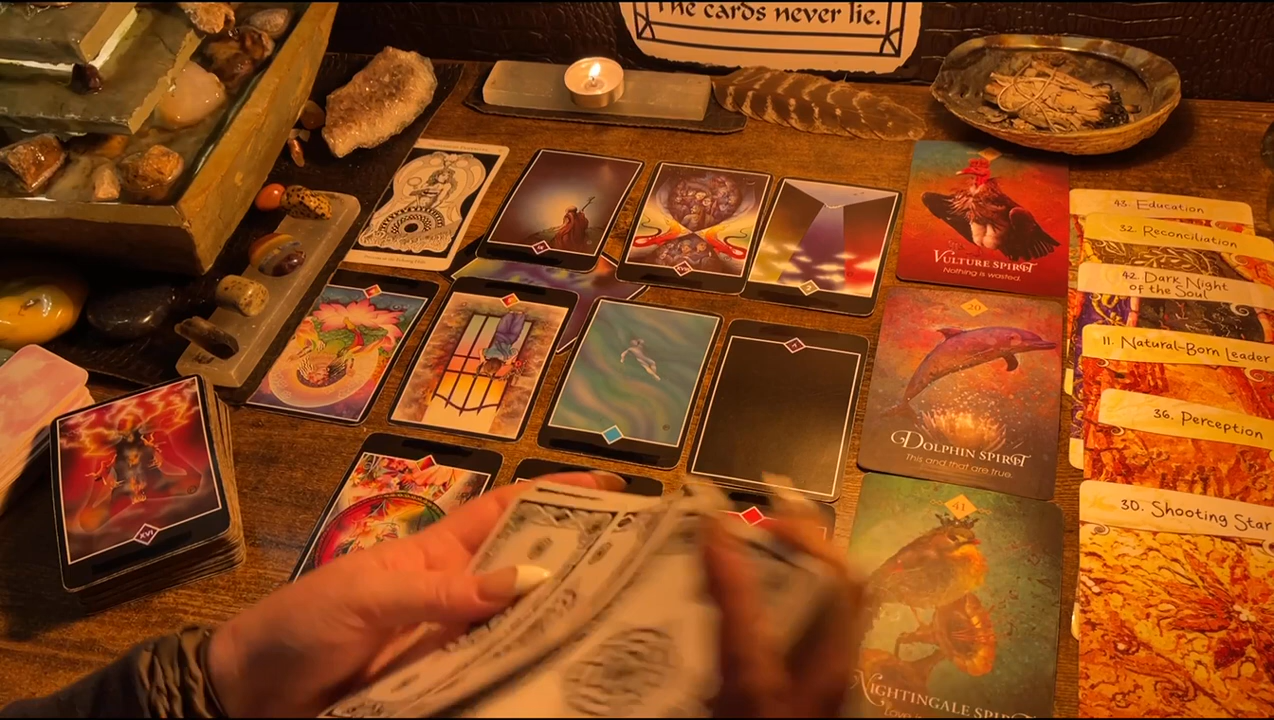 The cards never lie.
VULTURE SPIRIT
Nothing is wasted.
43. Education
32. Reconciliation
42. Dark Night
of the Soul
11. Natural-Born Leader
36. Perception
30. Shooting Star
20
DOLPHIN SPIRIT
This and that are true.
41
NIGHTINGALE SPIRIT
XVI